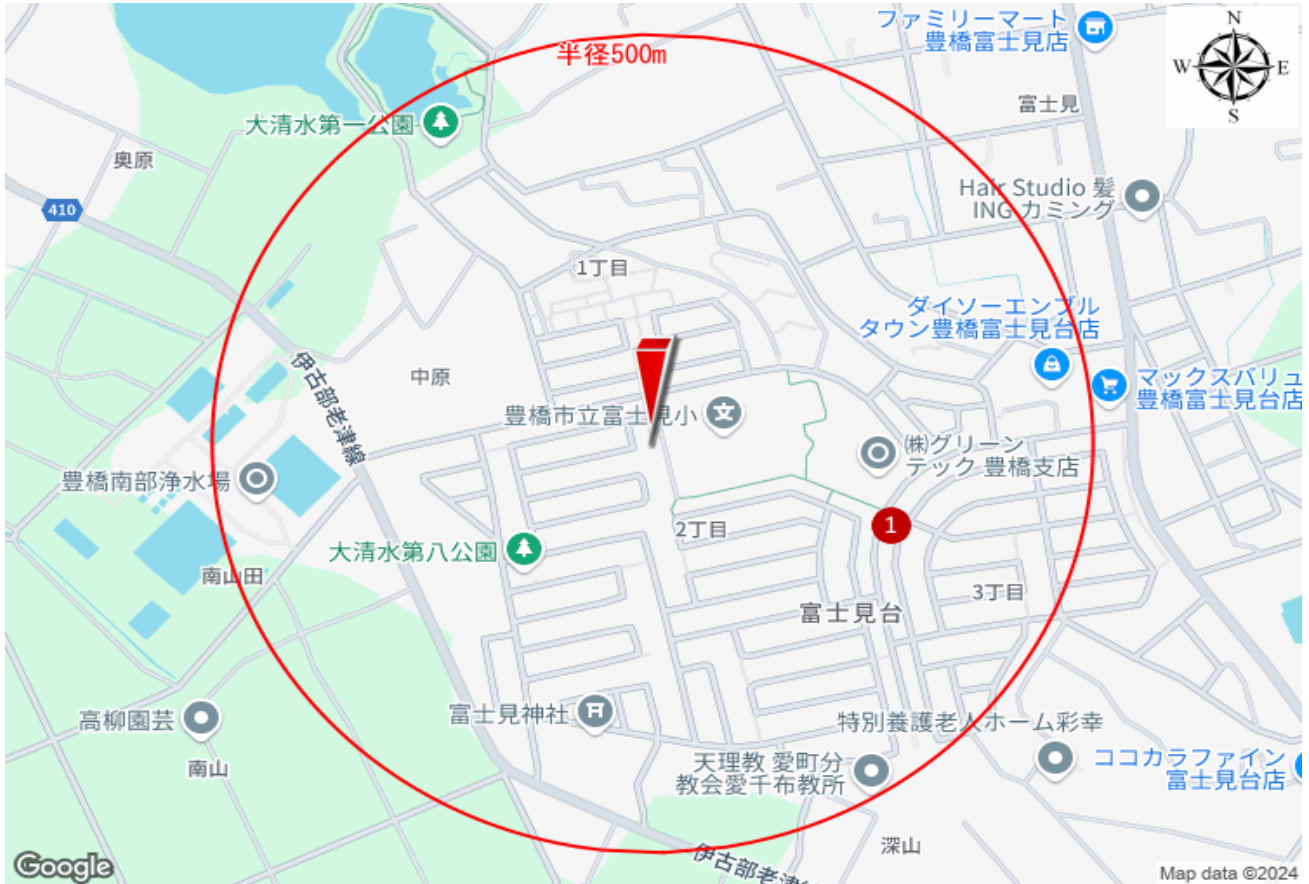 ファミリーマート
豊橋富士見店
N
W
E
S
半径500m
富士見
大清水第一公園
奥原
Hair Studio 髪
ING カミング
410
1丁目
ダイソーエンブル
タウン豊橋富士見台店
伊古部老津線
中原
マックスバリュ
豊橋富士見台店
豊橋市立富士見小
文
㈱グリーン
テック 豊橋支店
豊橋南部浄水場
1
2丁目
大清水第八公園
南山田
3丁目
富士見台
富士見神社
高柳園芸
特別養護老人ホーム彩幸
南山
天理教 愛町分
教会愛千布教所
ココカラファイン
富士見台店
深山
伊古部老津
Google
Map data ©2024